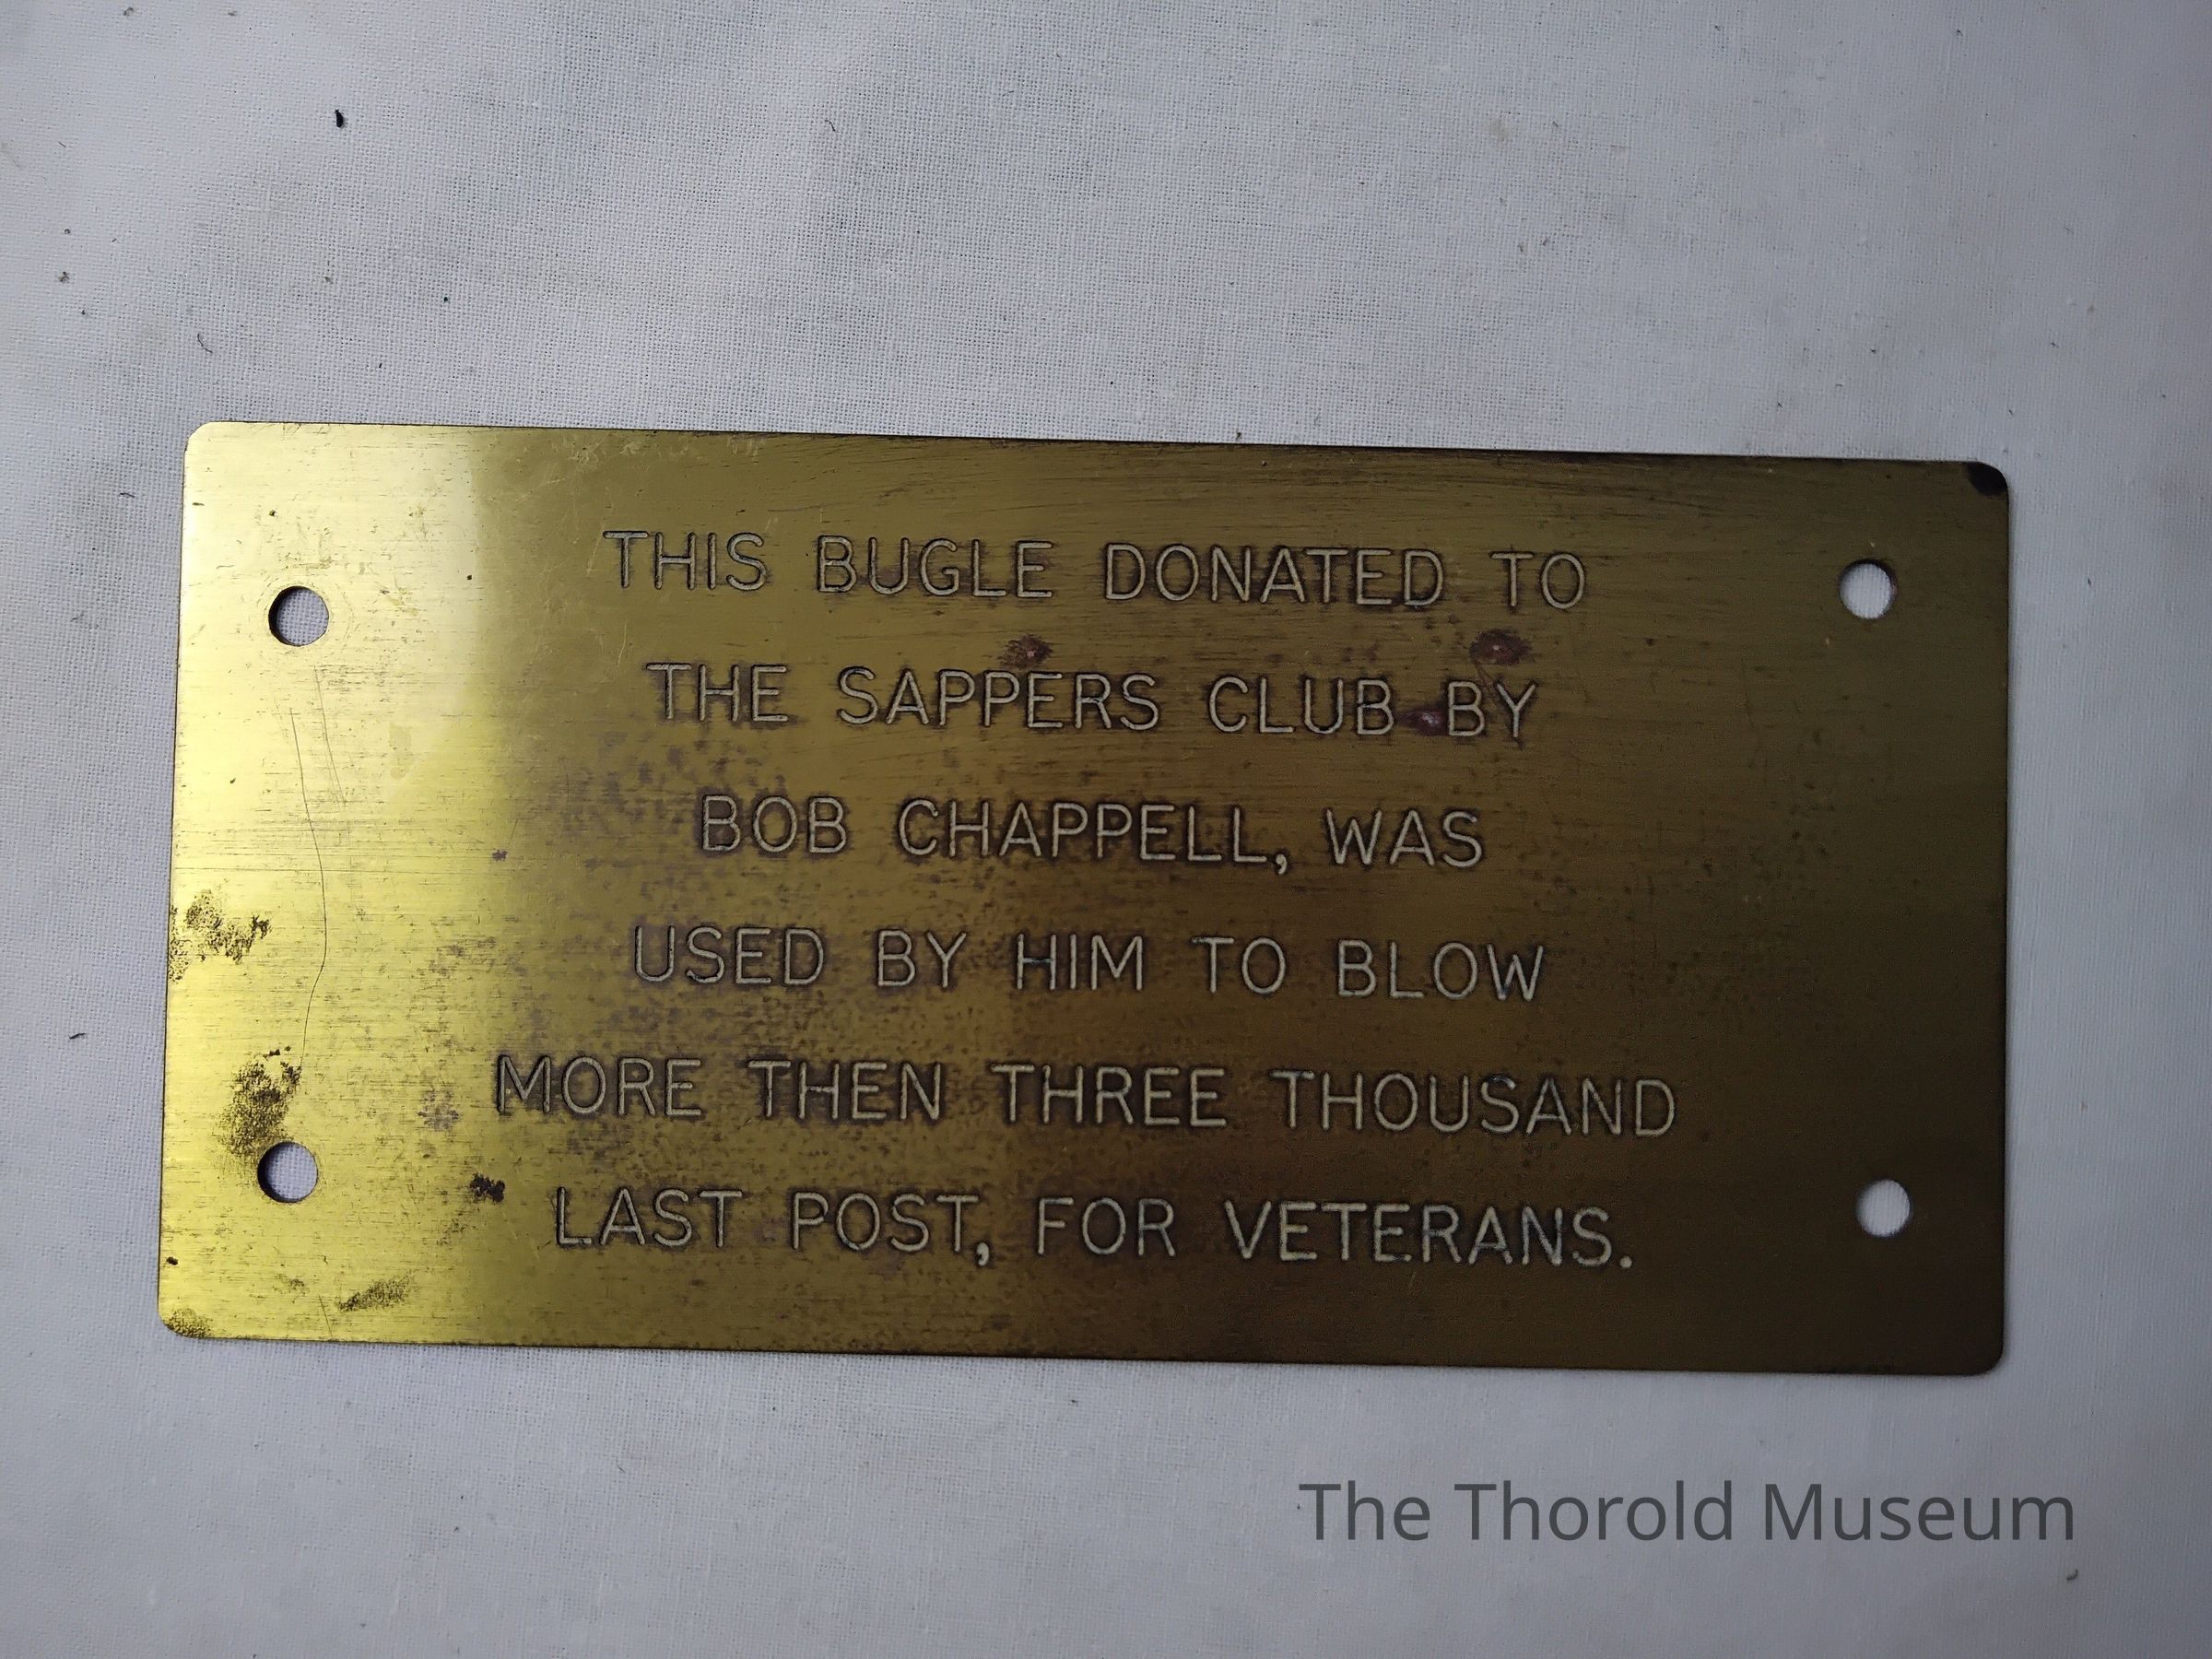 THIS BUGLE DONATED TO
THE SAPPERS CLUB BY
BOB CHAPPELL, WAS
USED BY HIM TO BLOW
MORE THEN THREE THOUSAND
LAST POST, FOR VETERANS.
The Thorold Museum